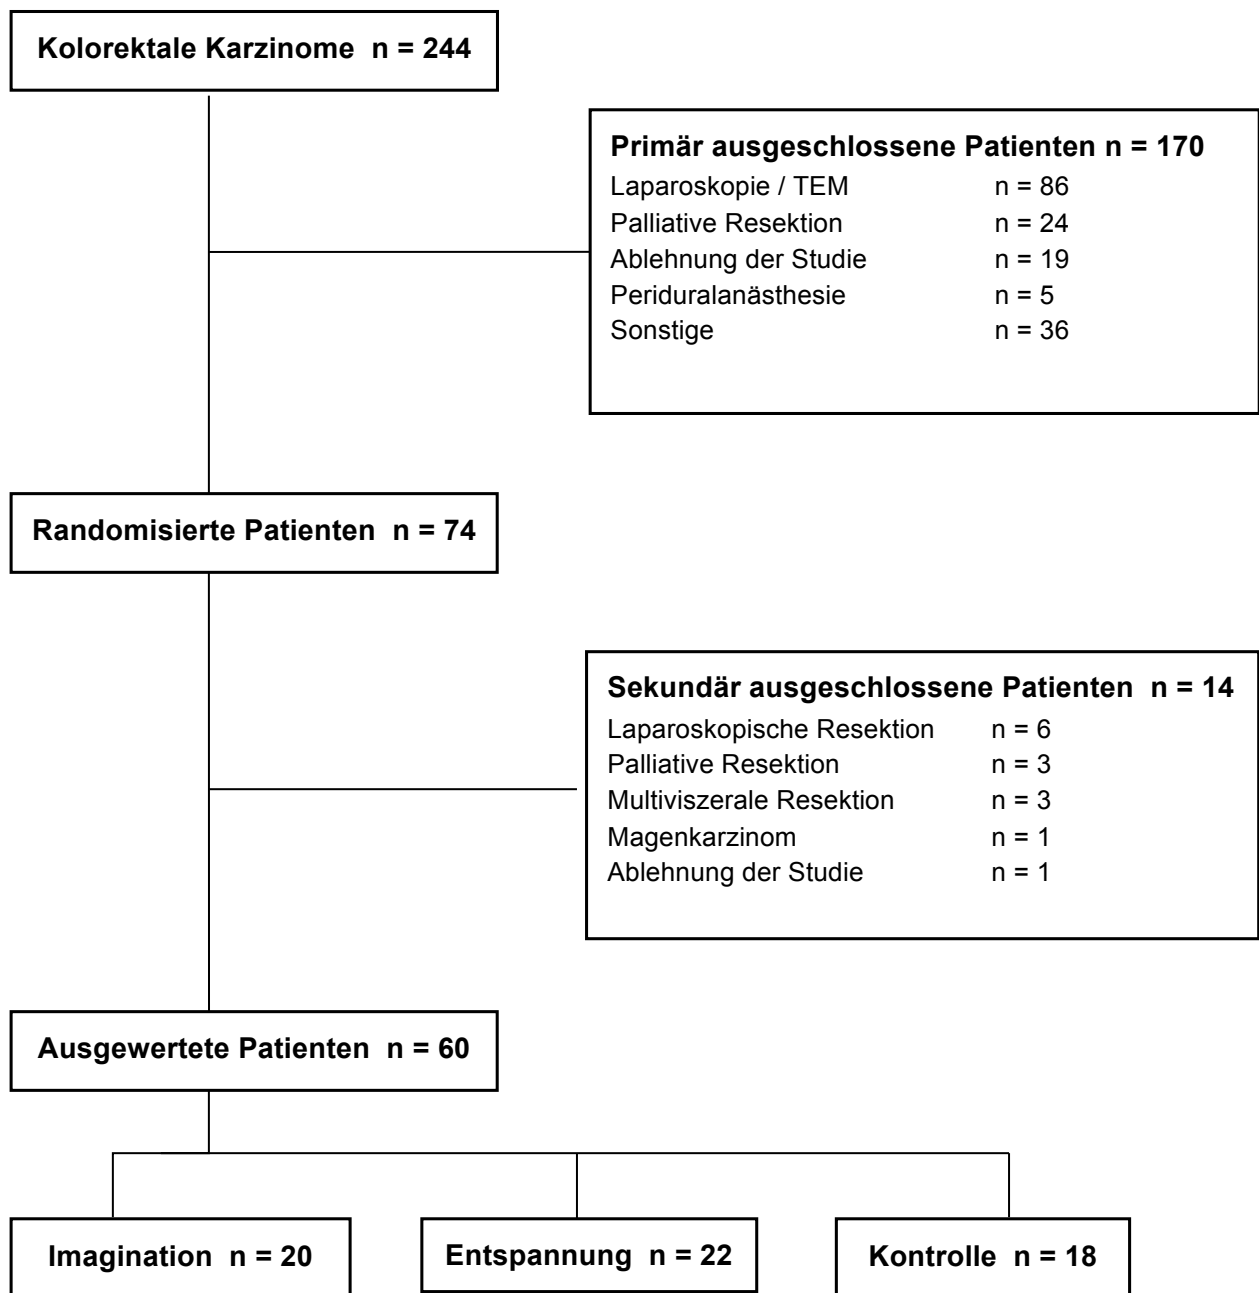 Kolorektale Karzinome n = 244
Primär ausgeschlossene Patienten n = 170
Laparoskopie / TEM n = 86
Palliative Resektion n = 24
Ablehnung der Studie n = 19
Periduralanästhesie n = 5
Sonstige n = 36
Randomisierte Patienten n = 74
Sekundär ausgeschlossene Patienten n = 14
Laparoskopische Resektion n = 6
Palliative Resektion n = 3
Multiviszerale Resektion n = 3
Magenkarzinom n = 1
Ablehnung der Studie n = 1
Ausgewertete Patienten n = 60
Imagination n = 20
Entspannung n = 22
Kontrolle n = 18